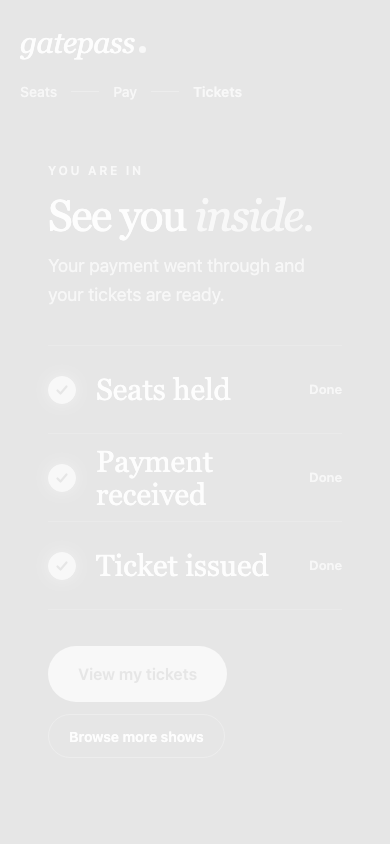 gatepass.
Seats Pay Tickets
YOU ARE IN
See you inside.
Your payment went through and
your tickets are ready.
Seats held Done
Payment
received Done
Ticket issued Done
View my tickets
Browse more shows